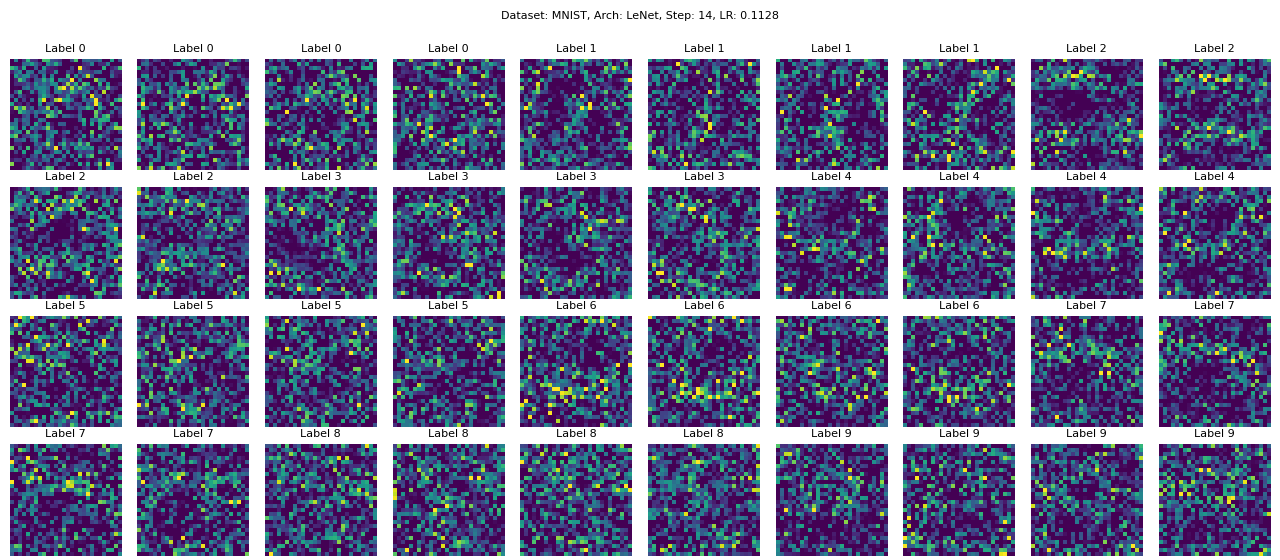 Dataset: MNIST, Arch: LeNet, Step: 14, LR: 0.1128
Label 0 Label 0 Label 0 Label 0 Label 1 Label 1 Label 1 Label 1 Label 2 Label 2
Label 2 Label 2 Label 3 Label 3 Label 3 Label 3 Label 4 Label 4 Label 4 Label 4
Label 5 Label 5 Label 5 Label 5 Label 6 Label 6 Label 6 Label 6 Label 7 Label 7
Label 7 Label 7 Label 8 Label 8 Label 8 Label 8 Label 9 Label 9 Label 9 Label 9